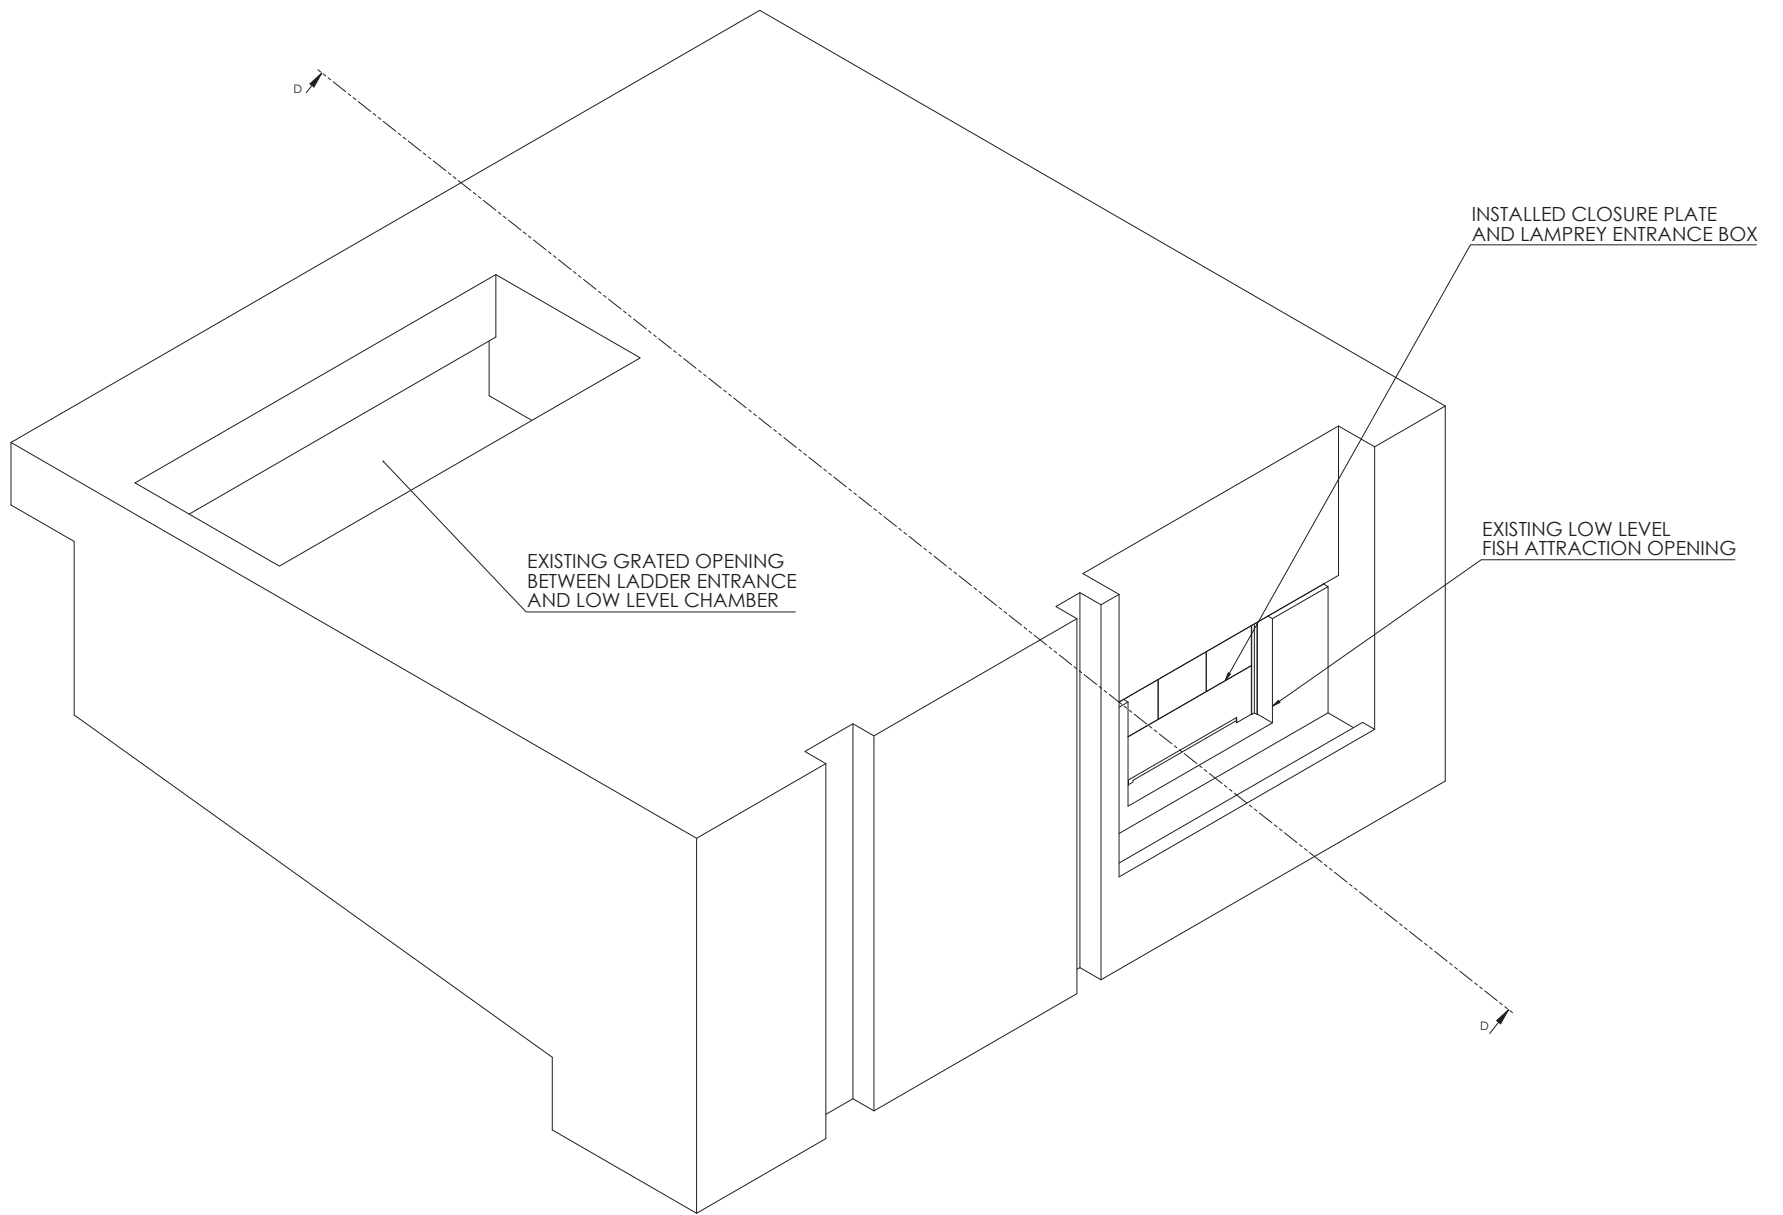 D
INSTALLED CLOSURE PLATE
AND LAMPREY ENTRANCE BOX
EXISTING LOW LEVEL
FISH ATTRACTION OPENING
EXISTING GRATED OPENING
BETWEEN LADDER ENTRANCE
AND LOW LEVEL CHAMBER
D